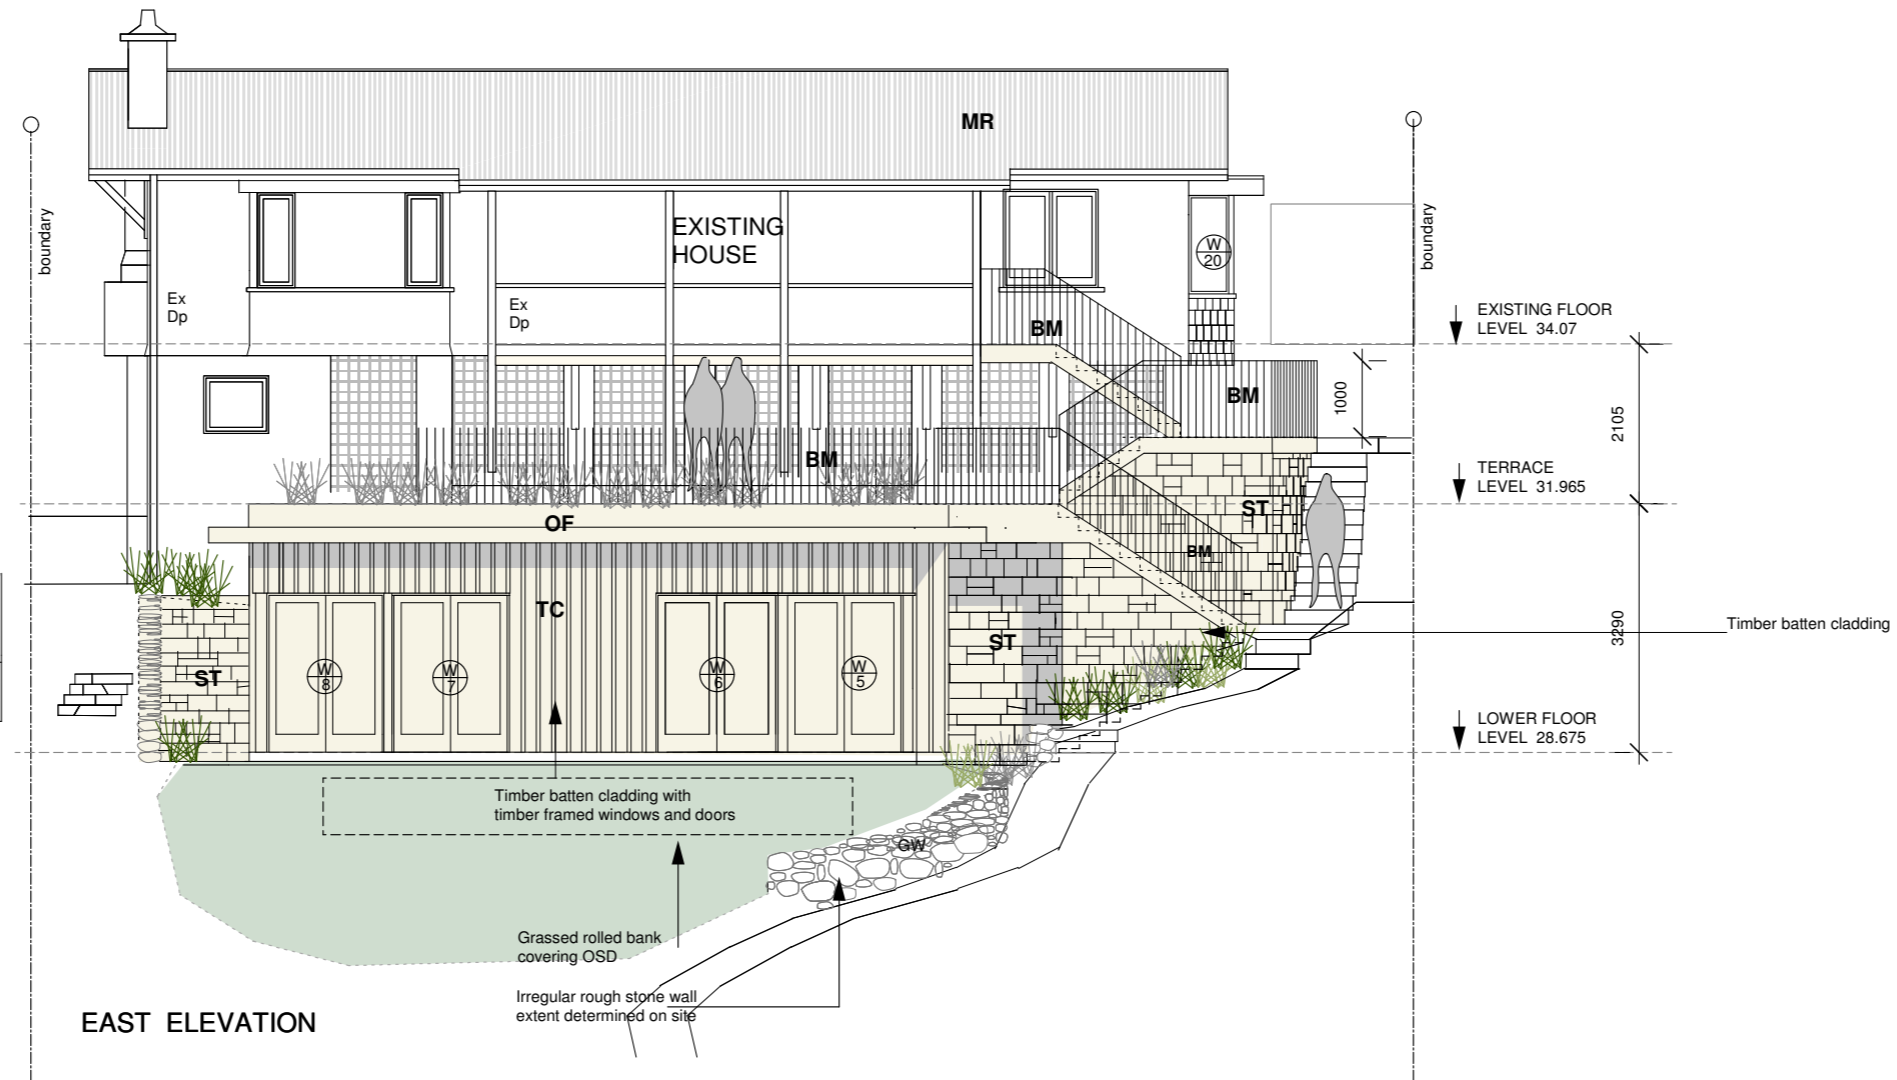 MR
boundary
boundary
EXISTING
HOUSE
W
20
Ex
Dp
Ex
Dp
BM
EXISTING FLOOR
LEVEL 34.07
BM
1000
2105
BM
TERRACE
LEVEL 31.965
OF
ST
BM
TC
ST
ST
3290
Timber batten cladding
W
8
W
7
W
6
W
5
LOWER FLOOR
LEVEL 28.675
Timber batten cladding with
timber framed windows and doors
GW
Grassed rolled bank
covering OSD
Irregular rough stone wall
extent determined on site
EAST ELEVATION